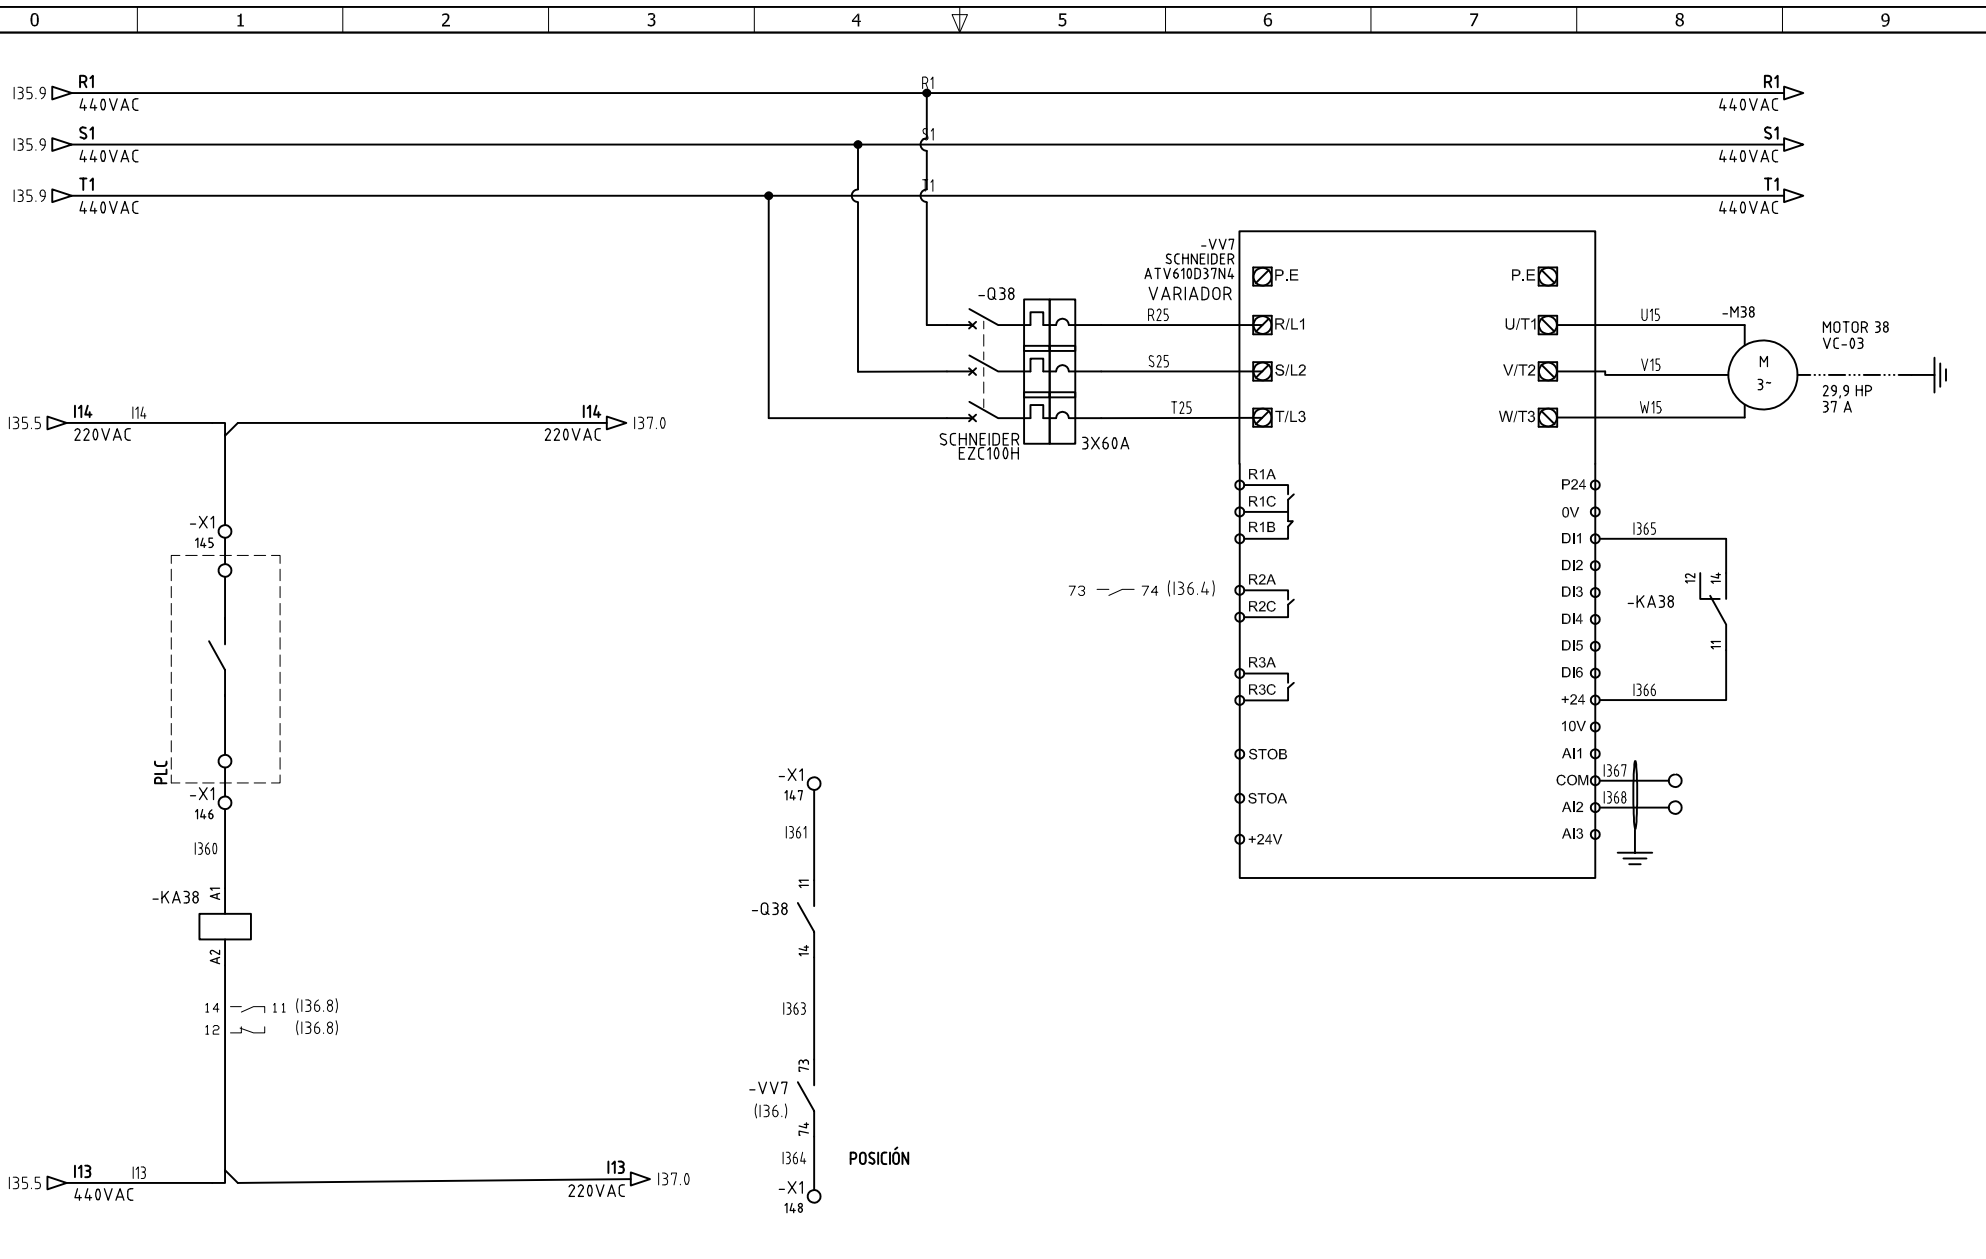 0 1 2 3 4 5 6 7 8 9
I35.9 R1 R1 R1
440VAC 440VAC
I35.9 S1 S1 S1
440VAC 440VAC
I35.9 T1 T1 T1
440VAC 440VAC
-VV7
SCHNEIDER
ATV610D37N4
VARIADOR
P.E P.E
-Q38
R25 R/L1 U/T1 U15 -M38
S25 S/L2 V/T2 V15
T25 T/L3 W/T3 W15
M
3~
MOTOR 38
VC-03
29,9 HP
37 A
SCHNEIDER
EZC100H
3X60A
I35.5 I14 I14 I14 I37.0
220VAC 220VAC
-X1
145
PLC
-X1
146
I360
-KA38 A1
A2
14 11 (I36.8)
12 (I36.8)
I35.5 I13 I13 I13 I37.0
440VAC 220VAC
-X1
147
I361
11
-Q38
14
I363
73
-VV7
(I36.)
74
I364
-X1
148
POSICIÓN
R1A
R1C
R1B
73 74 (I36.4)
R2A
R2C
R3A
R3C
STOB
STOA
+24V
P24
0V
DI1 I365
DI2
DI3
DI4
DI5
DI6
+24 I366
10V
AI1
COM I367
AI2 I368
AI3
12 14
-KA38
11